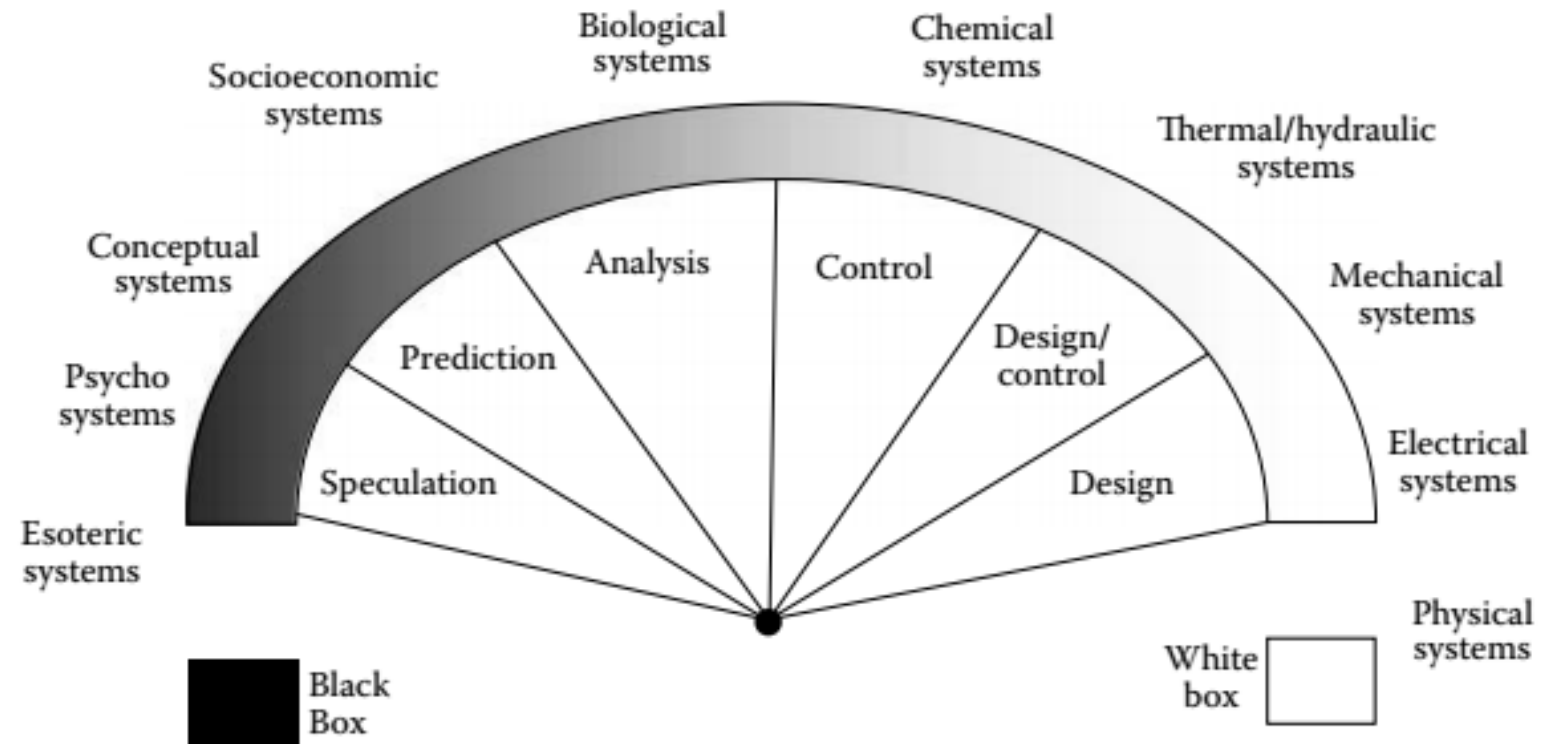 Biological
systems
Chemical
systems
Socioeconomic
systems
Thermal/hydraulic
systems
Conceptual
systems
Analysis
Control
Mechanical
systems
Prediction
Design/
control
Psycho
systems
Speculation
Design
Electrical
systems
Esoteric
systems
Physical
systems
Black
Box
White
box